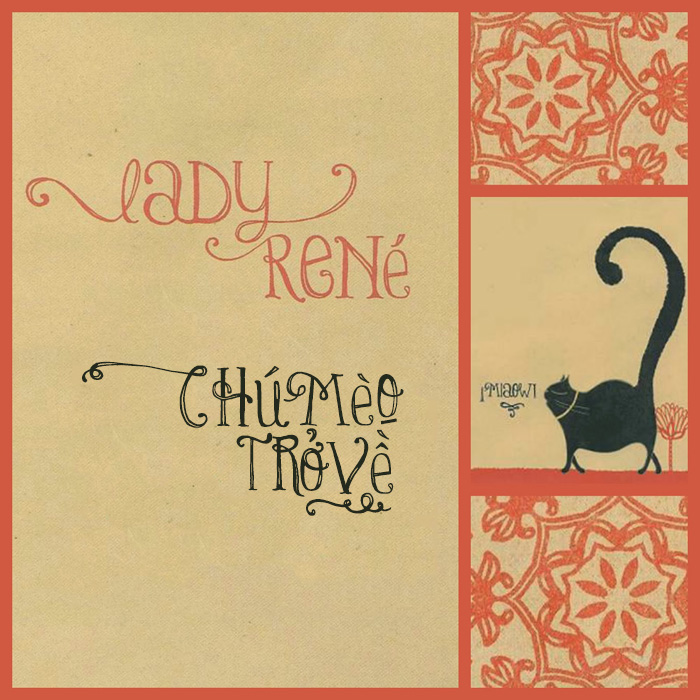 lADY
RENé
CHÚ MÈO
TRỞ VỀ
¡MIAOW!